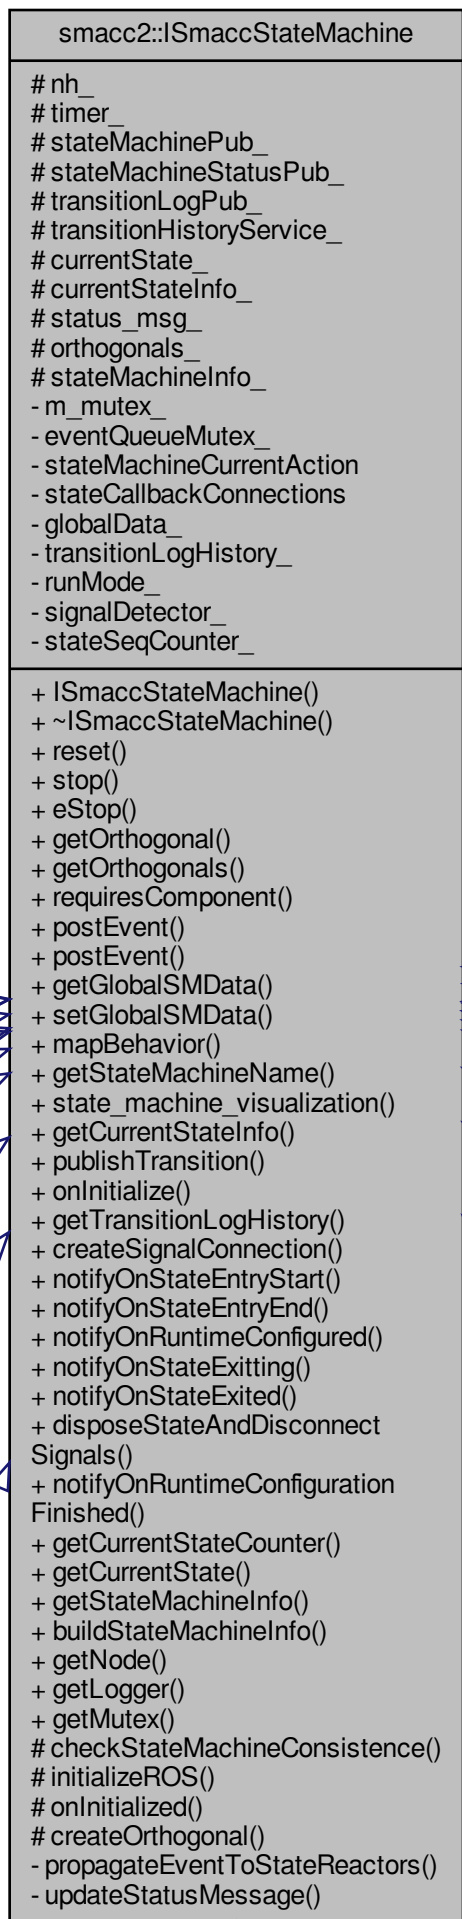 smacc2::ISmaccStateMachine
# nh_
# timer_
# stateMachinePub_
# stateMachineStatusPub_
# transitionLogPub_
# transitionHistoryService_
# currentState_
# currentStateInfo_
# status_msg_
# orthogonals_
# stateMachineInfo_
- m_mutex_
- eventQueueMutex_
- stateMachineCurrentAction
- stateCallbackConnections
- globalData_
- transitionLogHistory_
- runMode_
- signalDetector_
- stateSeqCounter_
+ ISmaccStateMachine()
+ ~ISmaccStateMachine()
+ reset()
+ stop()
+ eStop()
+ getOrthogonal()
+ getOrthogonals()
+ requiresComponent()
+ postEvent()
+ postEvent()
+ getGlobalSMData()
+ setGlobalSMData()
+ mapBehavior()
+ getStateMachineName()
+ state_machine_visualization()
+ getCurrentStateInfo()
+ publishTransition()
+ onInitialize()
+ getTransitionLogHistory()
+ createSignalConnection()
+ notifyOnStateEntryStart()
+ notifyOnStateEntryEnd()
+ notifyOnRuntimeConfigured()
+ notifyOnStateExitting()
+ notifyOnStateExited()
+ disposeStateAndDisconnect
Signals()
+ notifyOnRuntimeConfiguration
Finished()
+ getCurrentStateCounter()
+ getCurrentState()
+ getStateMachineInfo()
+ buildStateMachineInfo()
+ getNode()
+ getLogger()
+ getMutex()
# checkStateMachineConsistence()
# initializeROS()
# onInitialized()
# createOrthogonal()
- propagateEventToStateReactors()
- updateStatusMessage()